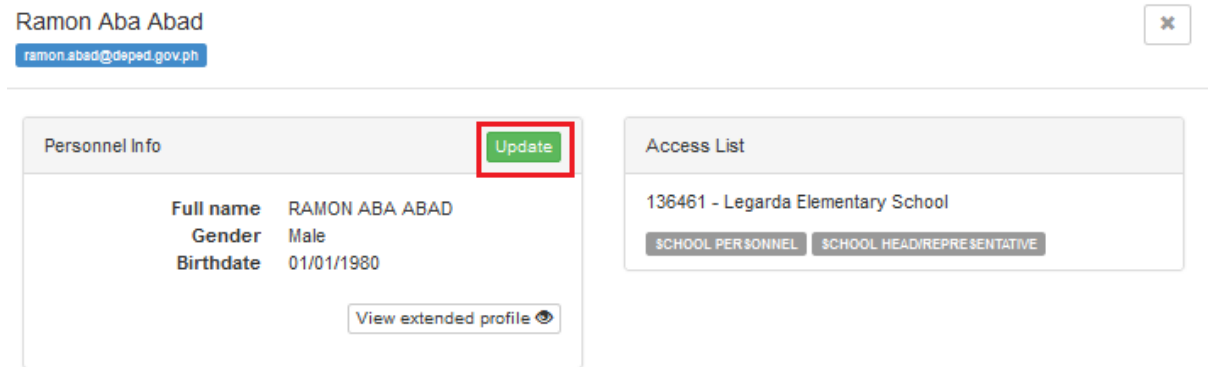 Ramon Aba Abad
ramon.abad@deped.gov.ph
Personnel Info
Update
Full name RAMON ABA ABAD
Gender Male
Birthdate 01/01/1980
View extended profile
Access List
136461 - Legarda Elementary School
SCHOOL PERSONNEL SCHOOL HEAD/REPRESENTATIVE